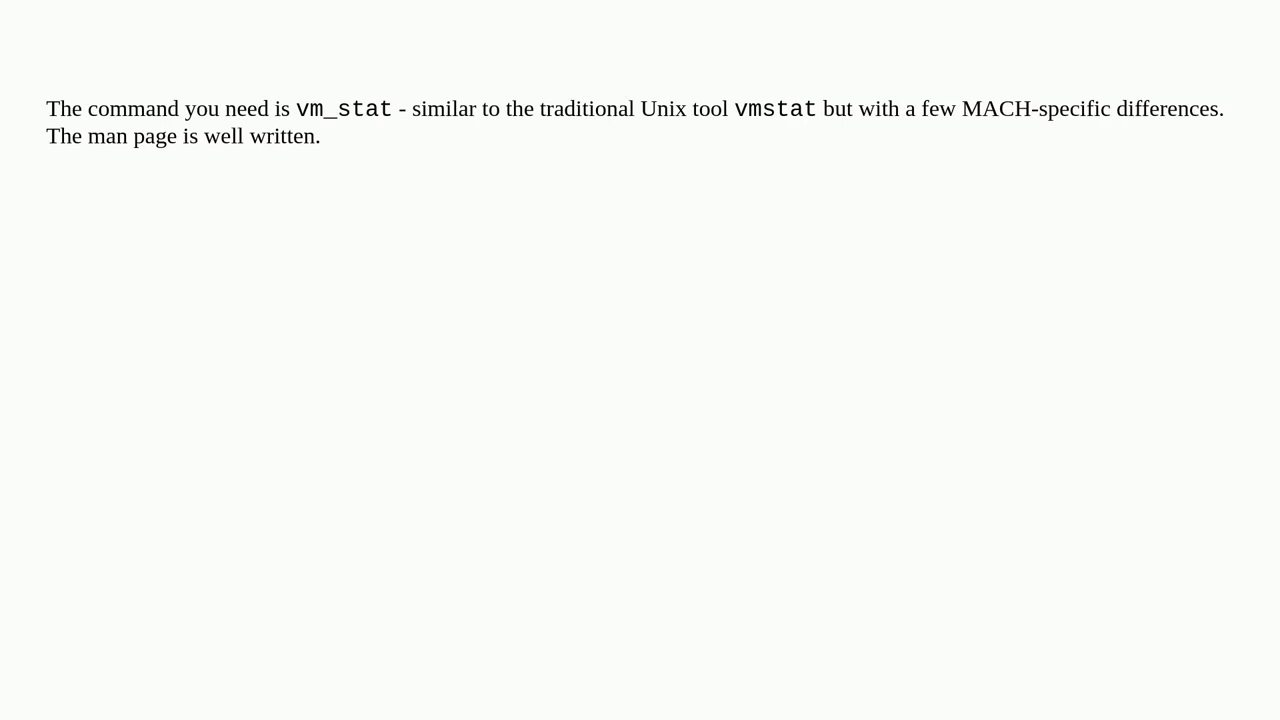 The command you need is vm_stat - similar to the traditional Unix tool vmstat but with a few MACH-specific differences.
The man page is well written.